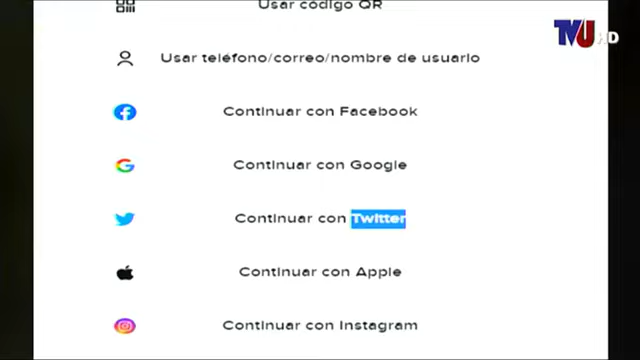 Usar código QR
TVU HD
Usar teléfono/correo/nombre de usuario
Continuar con Facebook
Continuar con Google
Continuar con Twitter
Continuar con Apple
Continuar con Instagram